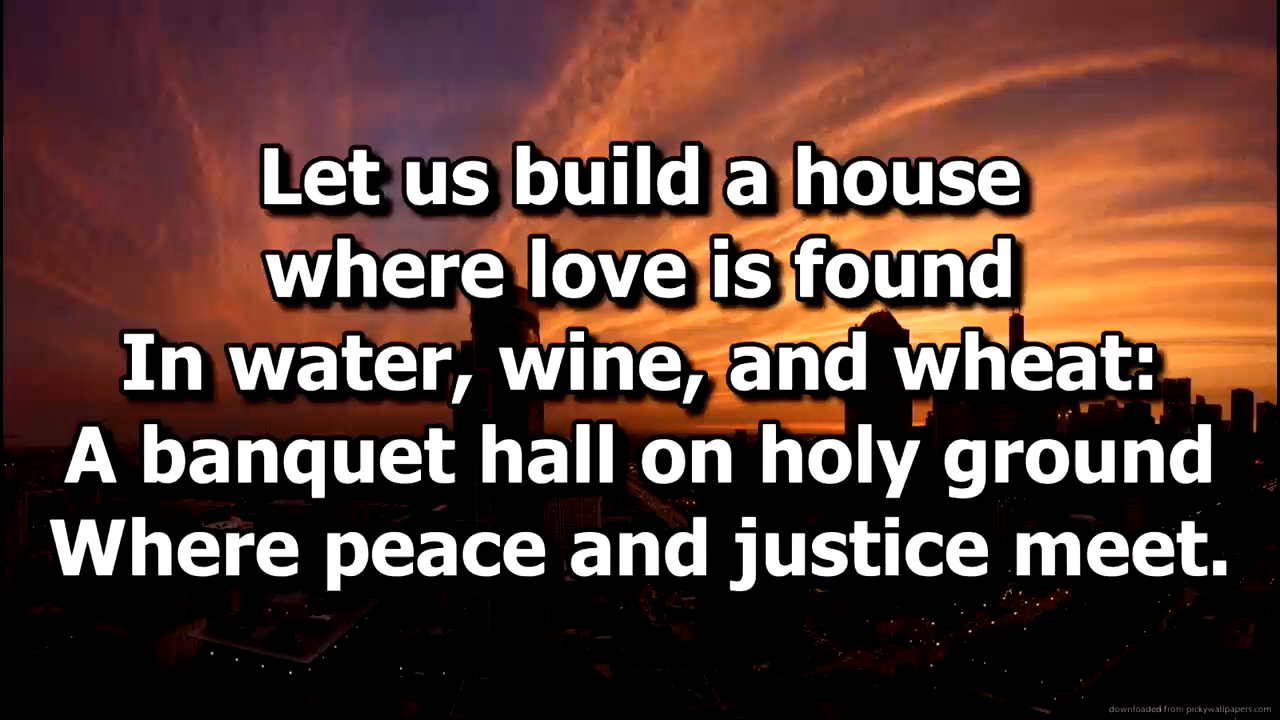 Let us build a house
where love is found
In water, wine, and wheat:
A banquet hall on holy ground
Where peace and justice meet.
downloaded from pickywallpapers.com